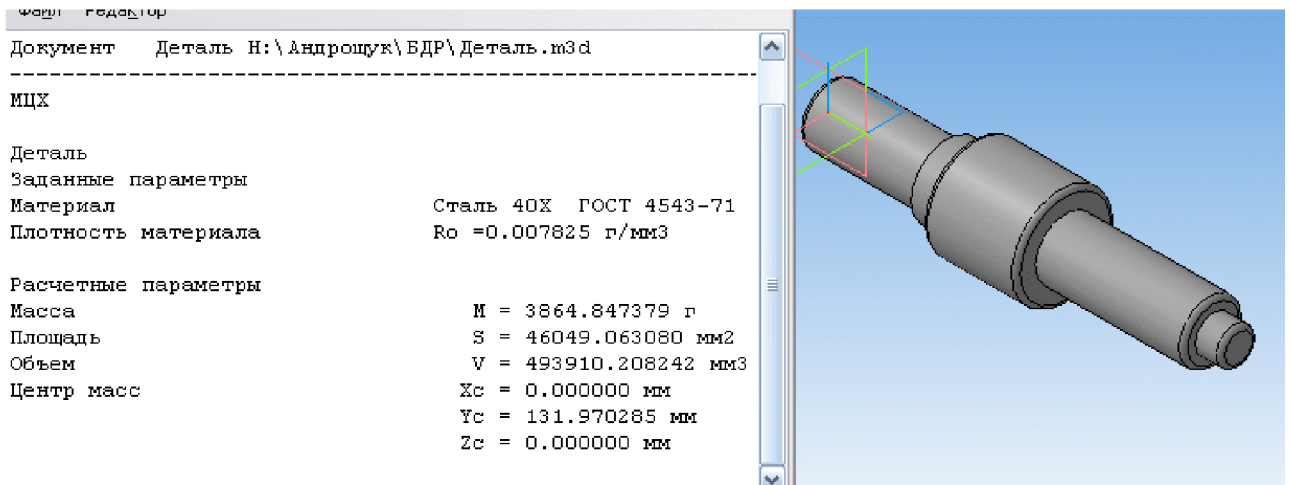 Файл Редактор
Документ Деталь H:\Андрощук\БДР\Деталь.m3d
--------------------------------------------------------
МЦХ
Деталь
Заданные параметры
Материал Сталь 40Х ГОСТ 4543-71
Плотность материала Ro =0.007825 г/мм3
Расчетные параметры
Масса M = 3864.847379 г
Площадь S = 46049.063080 мм2
Объем V = 493910.208242 мм3
Центр масс Xc = 0.000000 мм
Yc = 131.970285 мм
Zc = 0.000000 мм